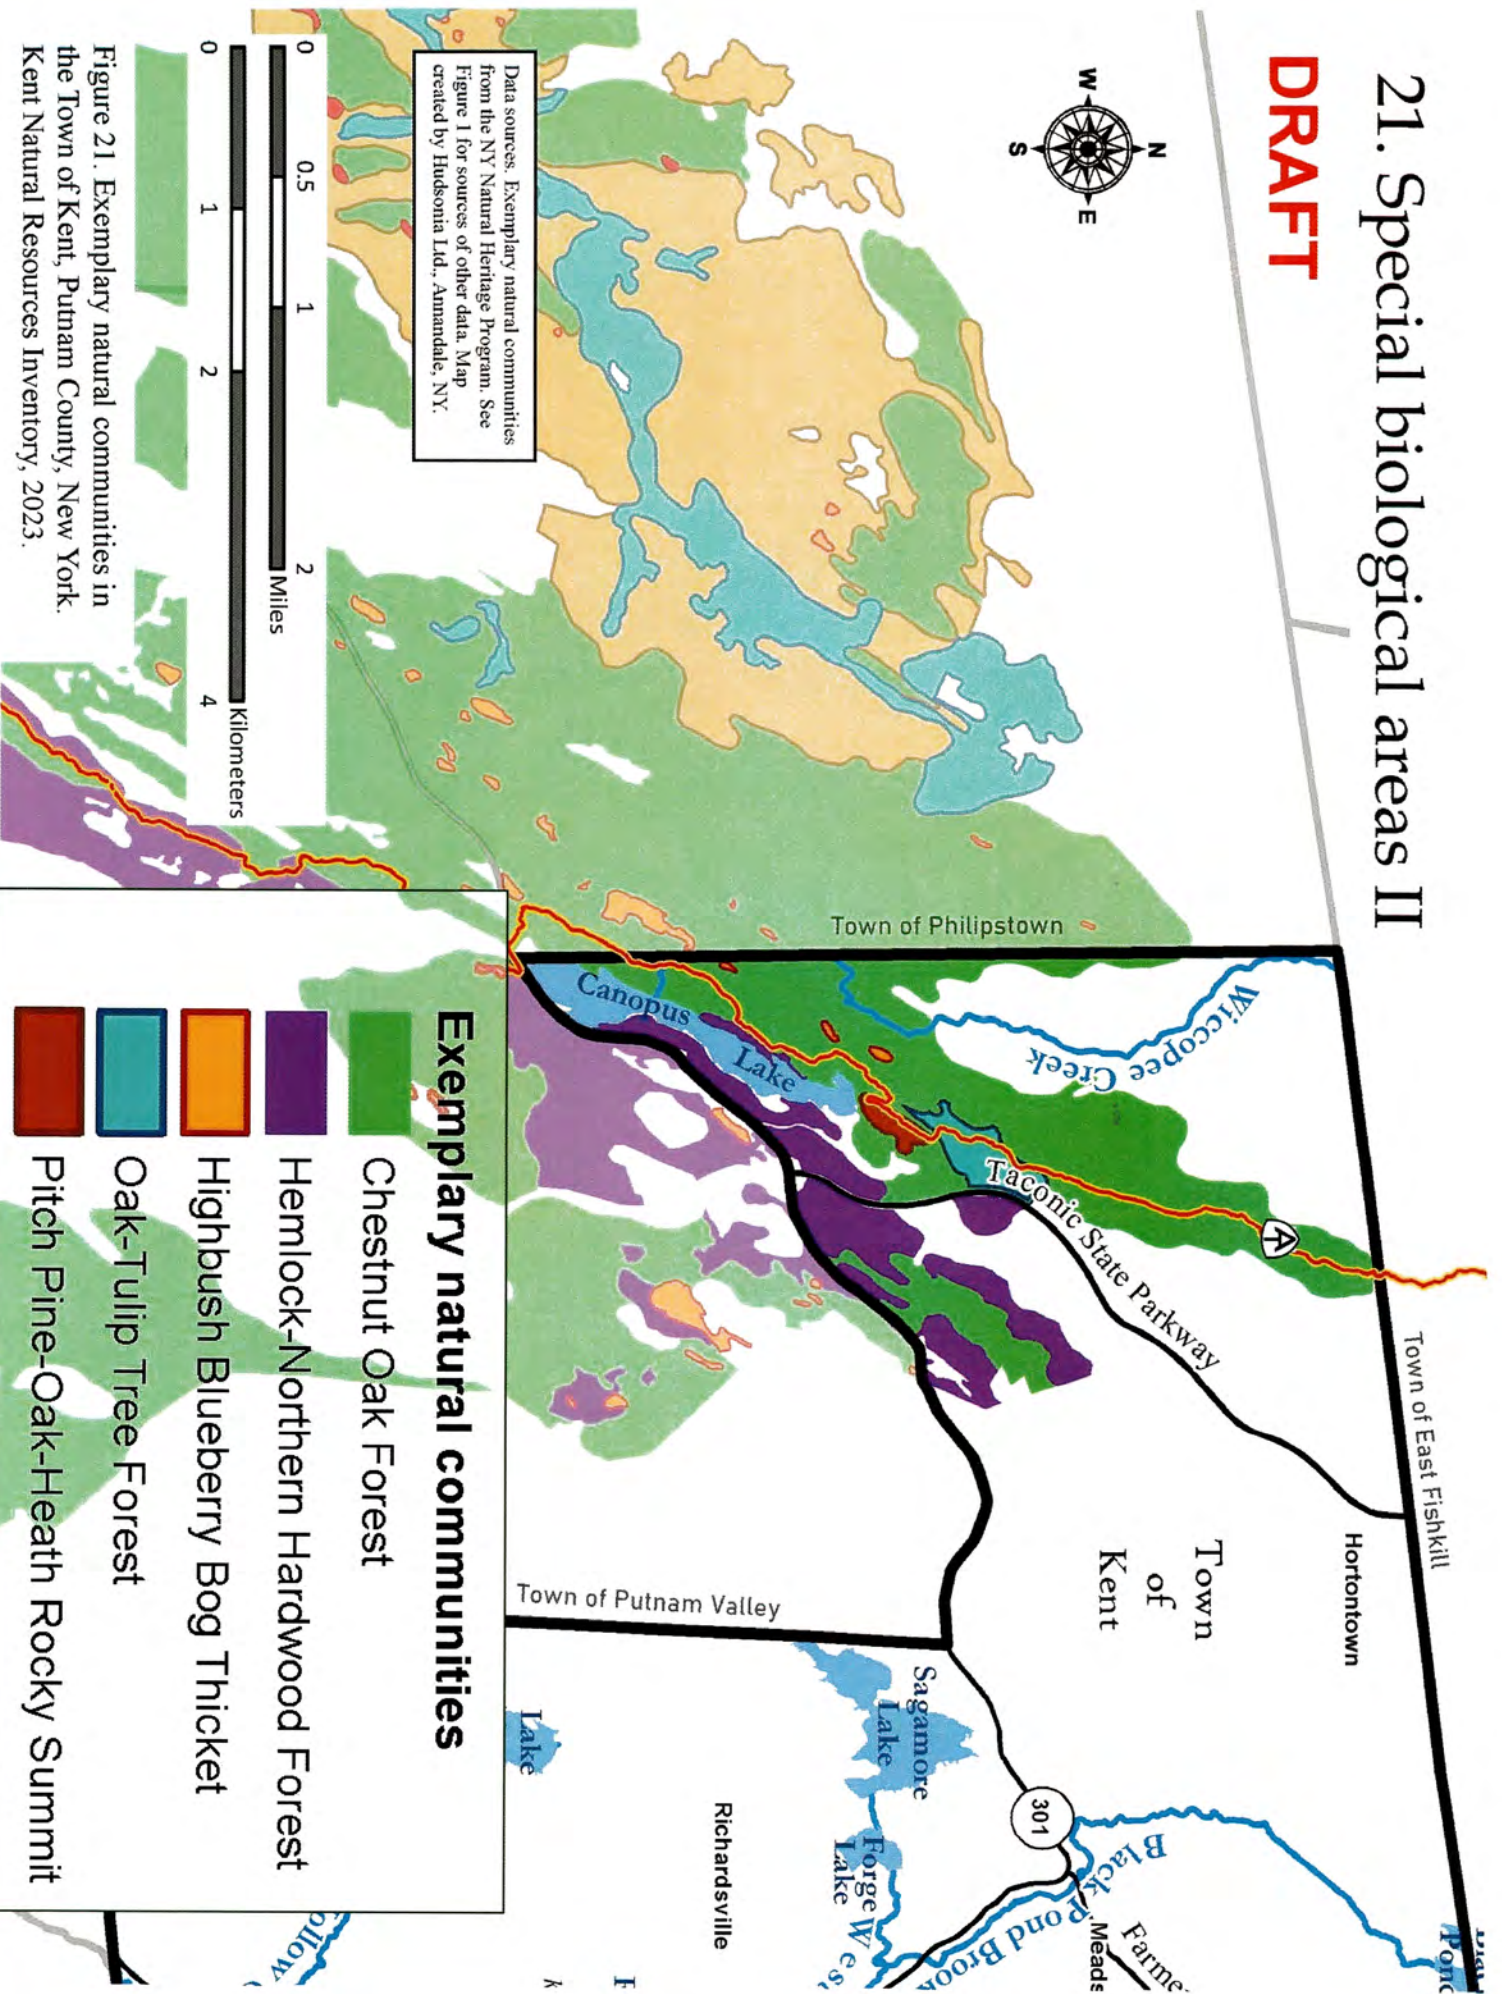 21. Special biological areas II
DRAFT
N
W
E
S
Data sources. Exemplary natural communities
from the NY Natural Heritage Program. See
Figure 1 for sources of other data. Map
created by Hudsonia Ltd., Annandale, NY.
0
0.5
1
2
Miles
0
1
2
4
Kilometers
Figure 21. Exemplary natural communities in
the Town of Kent, Putnam County, New York.
Kent Natural Resources Inventory, 2023.
Town of Philipstown
Wiccopee Creek
Canopus
Lake
Taconic State Parkway
A
Town of East Fishkill
Hortontown
Town
of
Kent
Town of Putnam Valley
Sagamore
Lake
301
Black Pond Brook
Pond
Farme
Meads
Forge
Lake
West
Richardsville
Lake
ollow
Exemplary natural communities
Chestnut Oak Forest
Hemlock-Northern Hardwood Forest
Highbush Blueberry Bog Thicket
Oak-Tulip Tree Forest
Pitch Pine-Oak-Heath Rocky Summit